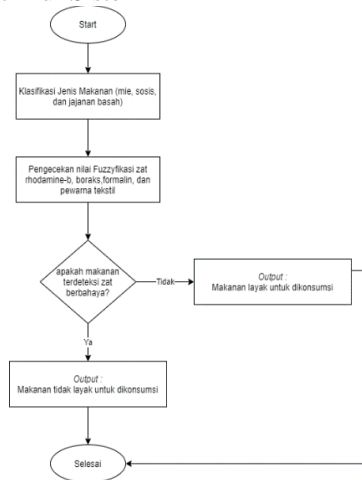 Start
Klasifikasi Jenis Makanan (mie, sosis,
dan jajanan basah)
Pengecekan nilai Fuzzyfikasi zat
rhodamine-b, boraks,formalin, dan
pewarna tekstil
apakah makanan
terdeteksi zat
berbahaya?
Tidak
Output :
Makanan layak untuk dikonsumsi
Ya
Output :
Makanan tidak layak untuk dikonsumsi
Selesai